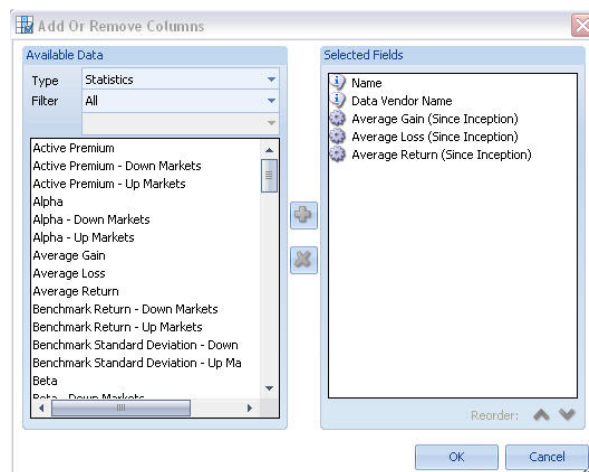 Add Or Remove Columns
Available Data
Type Statistics
Filter All
Active Premium
Active Premium - Down Markets
Active Premium - Up Markets
Alpha
Alpha - Down Markets
Alpha - Up Markets
Average Gain
Average Loss
Average Return
Benchmark Return - Down Markets
Benchmark Return - Up Markets
Benchmark Standard Deviation - Down
Benchmark Standard Deviation - Up Ma
Beta
Beta - Down Markets
Selected Fields
Name
Data Vendor Name
Average Gain (Since Inception)
Average Loss (Since Inception)
Average Return (Since Inception)
Reorder:
OK Cancel